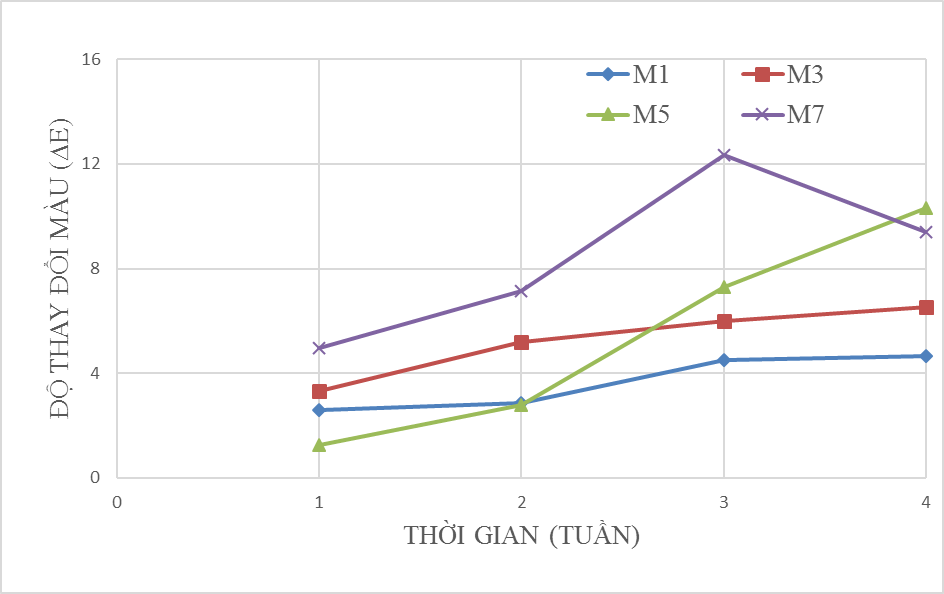 16
12
8
4
0
0 1 2 3 4
ĐỘ THAY ĐỔI MÀU (ΔE)
THỜI GIAN (TUẦN)
M1 M3
M5 M7